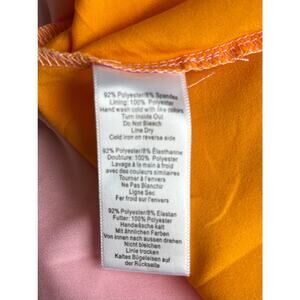 92% Polyester/8% Spandex
Lining: 100% Polyester
Hand wash cold with like colors
Turn Inside Out
Do Not Bleach
Line Dry
Cold iron on reverse side
92% Polyester/8% Élasthanne
Doublure: 100% Polyester
Lavage à la main à froid
avec des couleurs similaires
Tourner à l'envers
Ne Pas Blanchir
Ligne Sec
Fer froid sur l'envers
92% Polyester/8% Elastan
Futter: 100% Polyester
Handwäsche kalt
Mit ähnlichen Farben
Von innen nach aussen drehen
Nicht bleichen
Linie trocken
Kaltes Bügeleisen auf
der Rückseite